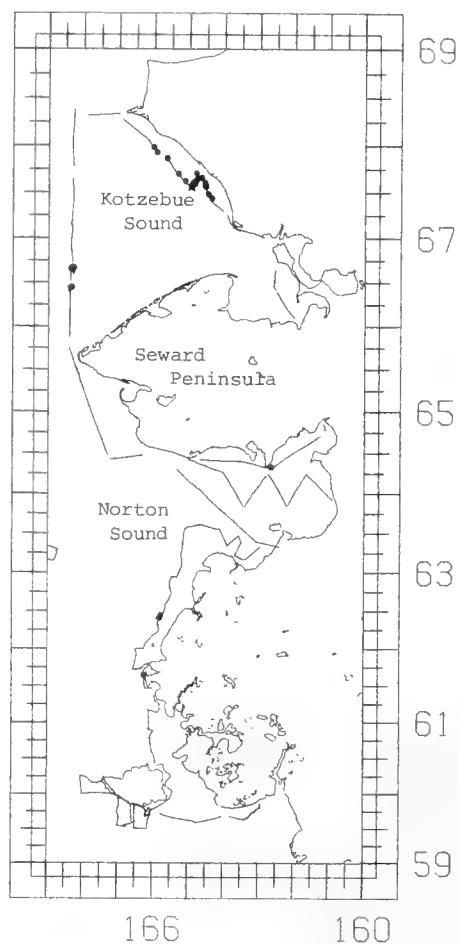 69
Kotzebue
Sound
67
Seward
Peninsula
65
Norton
Sound
63
61
59
166
160